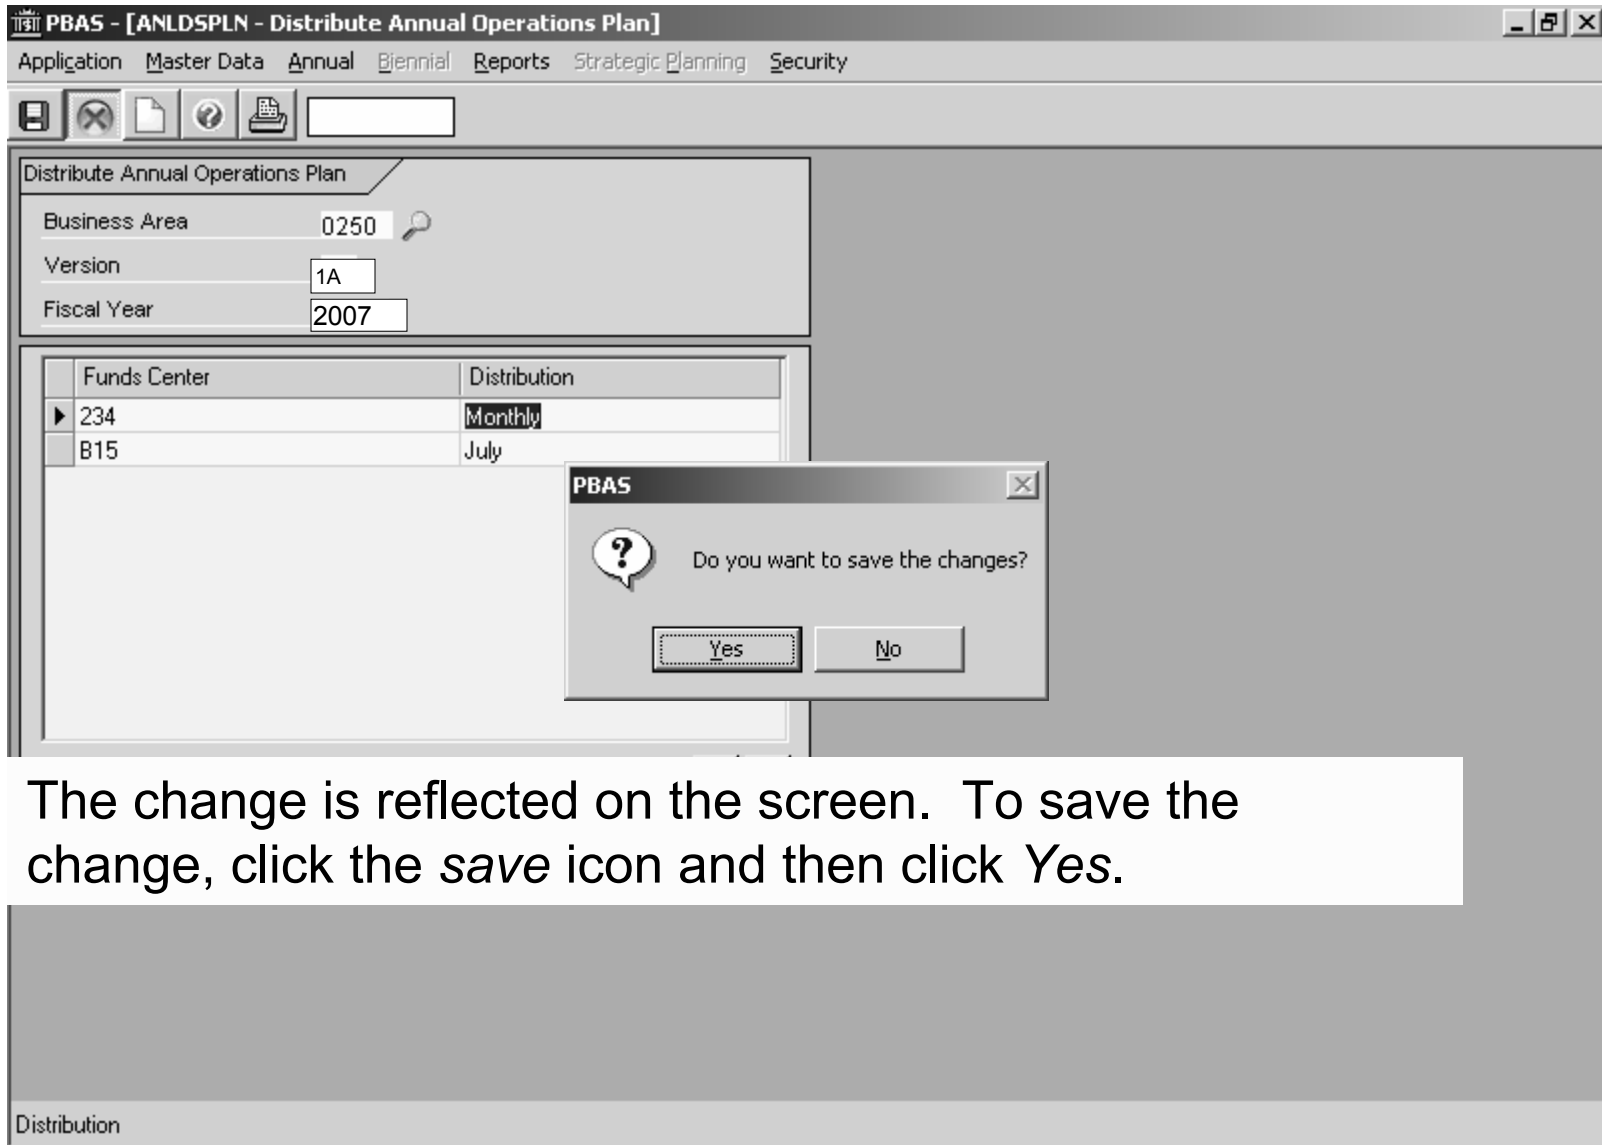 PBAS - [ANLDSPLN - Distribute Annual Operations Plan]
Application Master Data Annual Biennial Reports Strategic Planning Security
Distribute Annual Operations Plan
Business Area 0250
Version 1A
Fiscal Year 2007
Funds Center Distribution
234 Monthly
B15 July
PBAS
Do you want to save the changes?
Yes No
The change is reflected on the screen. To save the
change, click the save icon and then click Yes.
Distribution